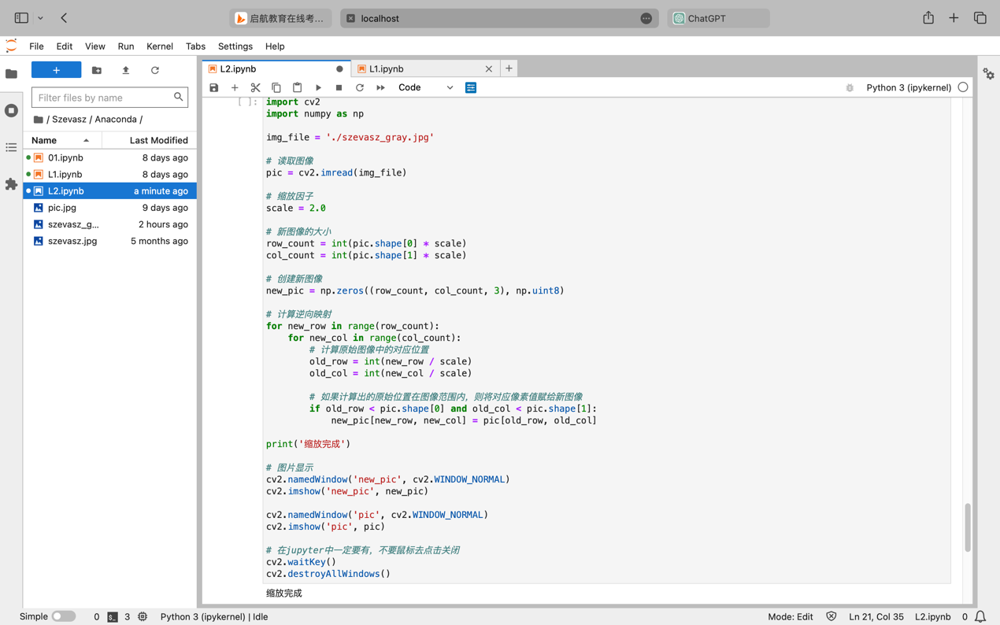 启航教育在线考...
localhost
ChatGPT
File Edit View Run Kernel Tabs Settings Help
L2.ipynb
L1.ipynb
Code
Python 3 (ipykernel)
Filter files by name
/ Szevasz / Anaconda /
Name Last Modified
01.ipynb 8 days ago
L1.ipynb 8 days ago
L2.ipynb a minute ago
pic.jpg 9 days ago
szevasz_g... 2 hours ago
szevasz.jpg 5 months ago
[ ]:
import cv2
import numpy as np
img_file = './szevasz_gray.jpg'
# 读取图像
pic = cv2.imread(img_file)
# 缩放因子
scale = 2.0
# 新图像的大小
row_count = int(pic.shape[0] * scale)
col_count = int(pic.shape[1] * scale)
# 创建新图像
new_pic = np.zeros((row_count, col_count, 3), np.uint8)
# 计算逆向映射
for new_row in range(row_count):
for new_col in range(col_count):
# 计算原始图像中的对应位置
old_row = int(new_row / scale)
old_col = int(new_col / scale)
# 如果计算出的原始位置在图像范围内，则将对应像素值赋给新图像
if old_row < pic.shape[0] and old_col < pic.shape[1]:
new_pic[new_row, new_col] = pic[old_row, old_col]
print('缩放完成')
# 图片显示
cv2.namedWindow('new_pic', cv2.WINDOW_NORMAL)
cv2.imshow('new_pic', new_pic)
cv2.namedWindow('pic', cv2.WINDOW_NORMAL)
cv2.imshow('pic', pic)
# 在jupyter中一定要有，不要鼠标去点击关闭
cv2.waitKey()
cv2.destroyAllWindows()
缩放完成
Simple 0 $_ 3 Python 3 (ipykernel) | Idle Mode: Edit Ln 21, Col 35 L2.ipynb 0